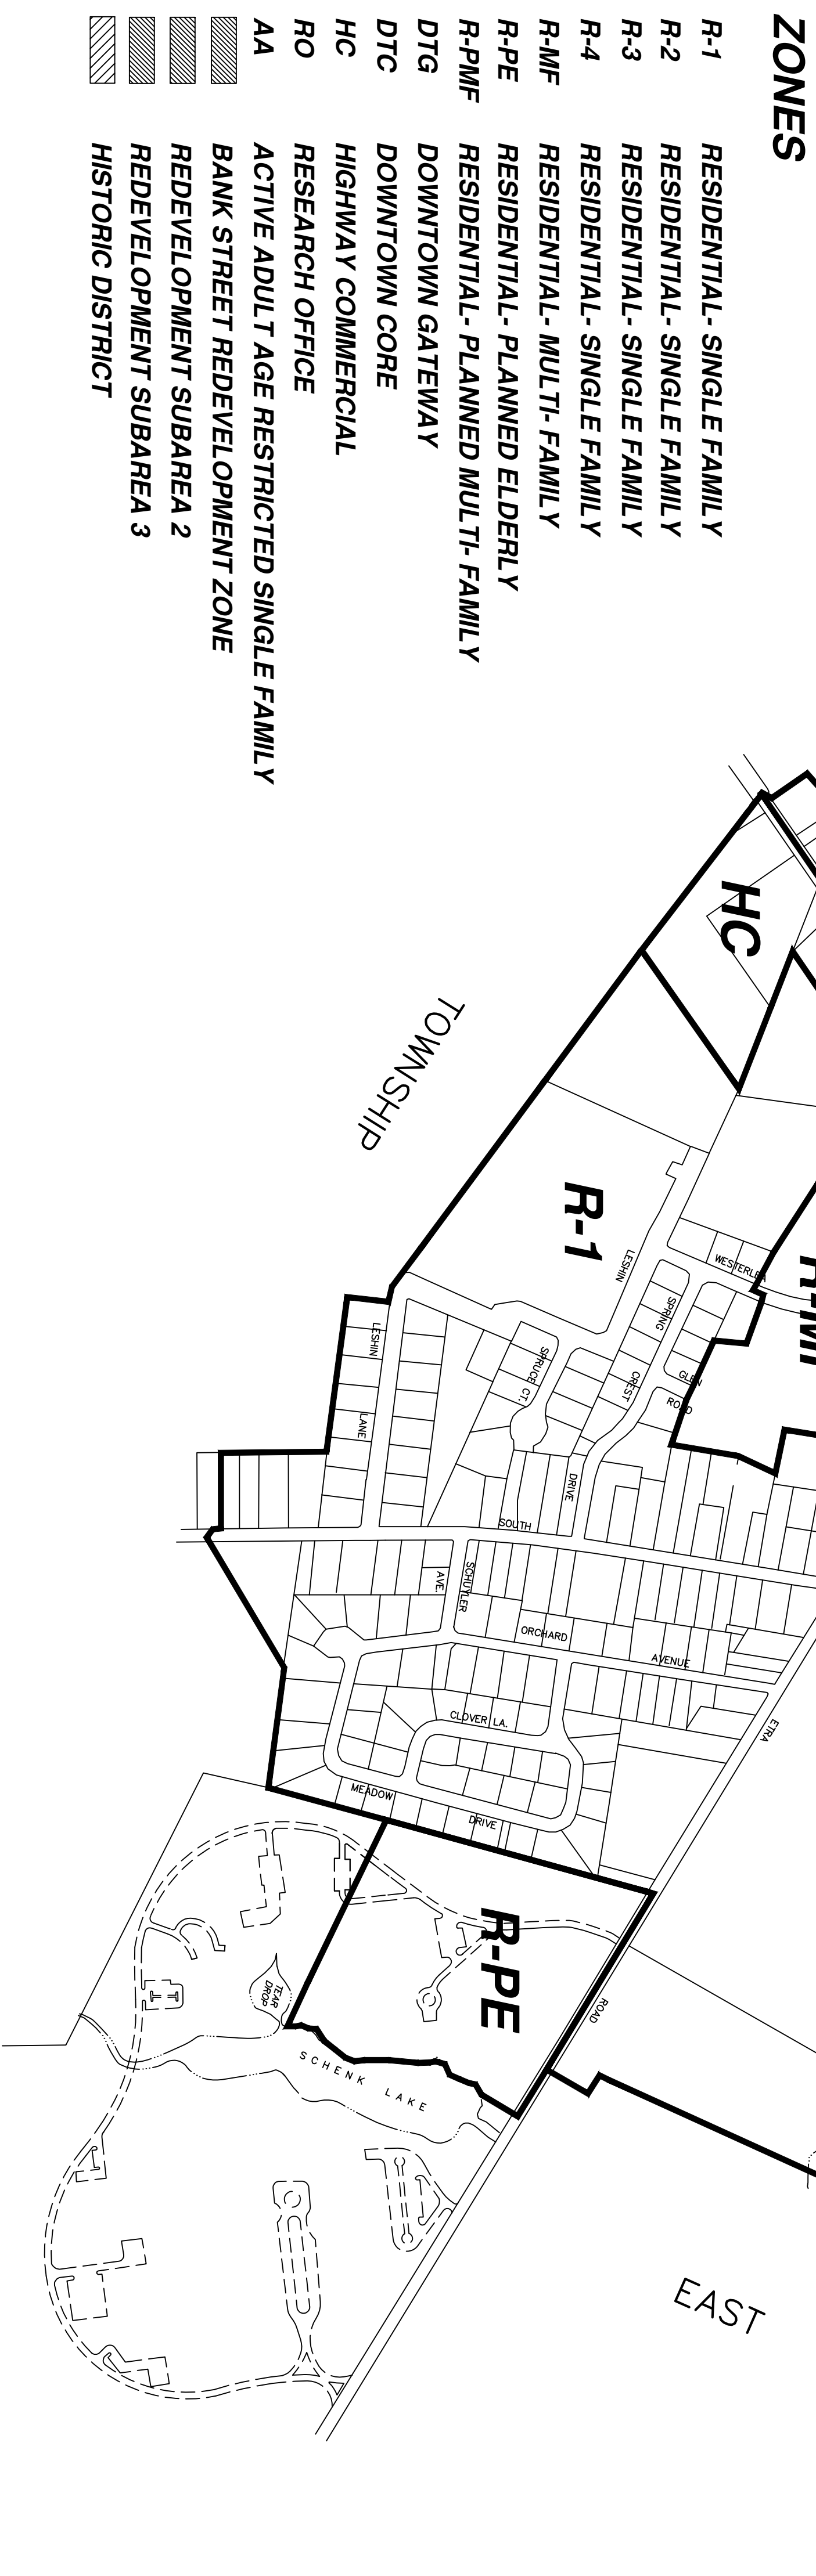 ZONES
R-1 RESIDENTIAL- SINGLE FAMILY
R-2 RESIDENTIAL- SINGLE FAMILY
R-3 RESIDENTIAL- SINGLE FAMILY
R-4 RESIDENTIAL- SINGLE FAMILY
R-MF RESIDENTIAL- MULTI- FAMILY
R-PE RESIDENTIAL- PLANNED ELDERLY
R-PMF RESIDENTIAL- PLANNED MULTI- FAMILY
DTG DOWNTOWN GATEWAY
DTC DOWNTOWN CORE
HC HIGHWAY COMMERCIAL
RO RESEARCH OFFICE
AA ACTIVE ADULT AGE RESTRICTED SINGLE FAMILY
BANK STREET REDEVELOPMENT ZONE
REDEVELOPMENT SUBAREA 2
REDEVELOPMENT SUBAREA 3
HISTORIC DISTRICT
HC
TOWNSHIP
R-1
LESHIN
WESTERLEA
SPRING
CREST
DRIVE
GLEN
ROAD
SPRUCE CT.
LESHIN
LANE
SOUTH
SCHUYLER
AVE.
ORCHARD
AVENUE
CLOVER LA.
MEADOW
DRIVE
ETRA
ROAD
R-PE
TEAR
DROP
SCHENK LAKE
EAST